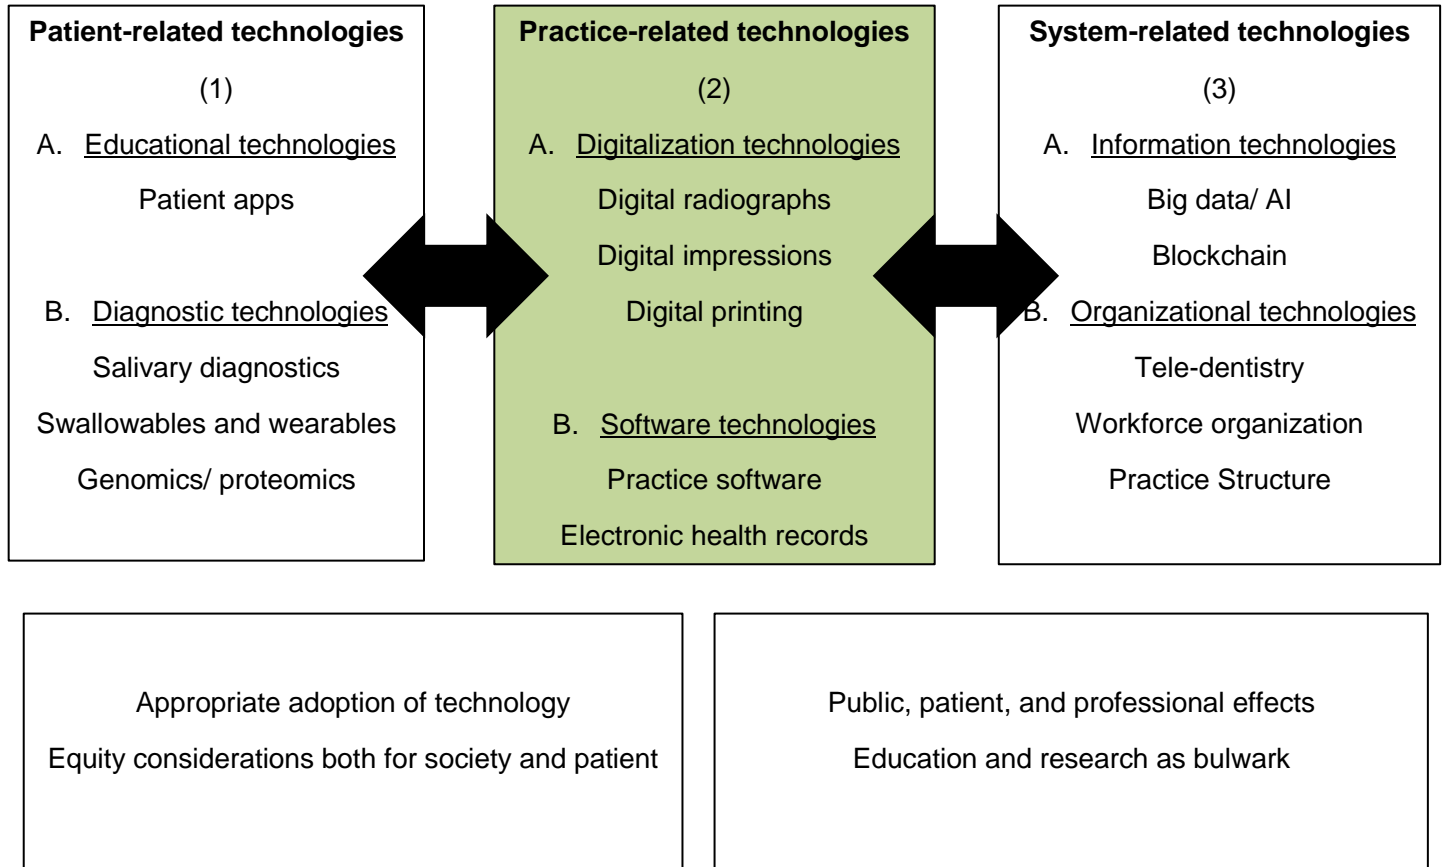 Patient-related technologies
(1)
A. Educational technologies
Patient apps
B. Diagnostic technologies
Salivary diagnostics
Swallowables and wearables
Genomics/ proteomics
Practice-related technologies
(2)
A. Digitalization technologies
Digital radiographs
Digital impressions
Digital printing
B. Software technologies
Practice software
Electronic health records
System-related technologies
(3)
A. Information technologies
Big data/ AI
Blockchain
B. Organizational technologies
Tele-dentistry
Workforce organization
Practice Structure
Appropriate adoption of technology
Equity considerations both for society and patient
Public, patient, and professional effects
Education and research as bulwark